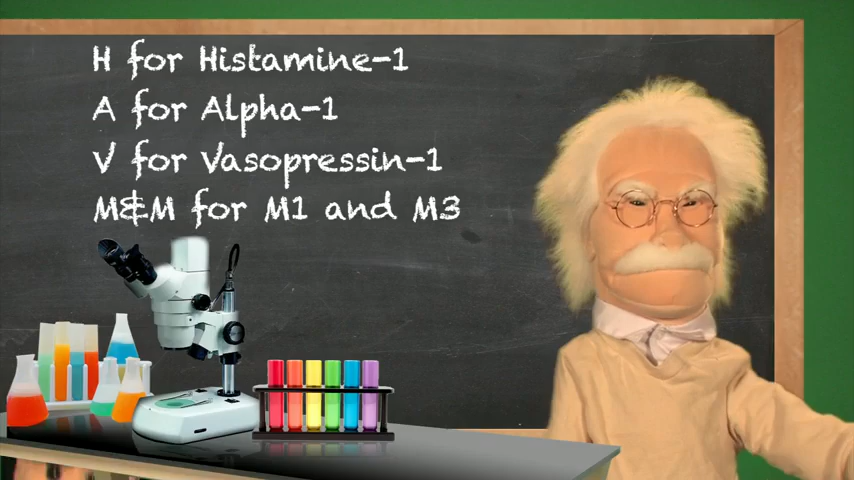 H for Histamine-1
A for Alpha-1
V for Vasopressin-1
M&M for M1 and M3